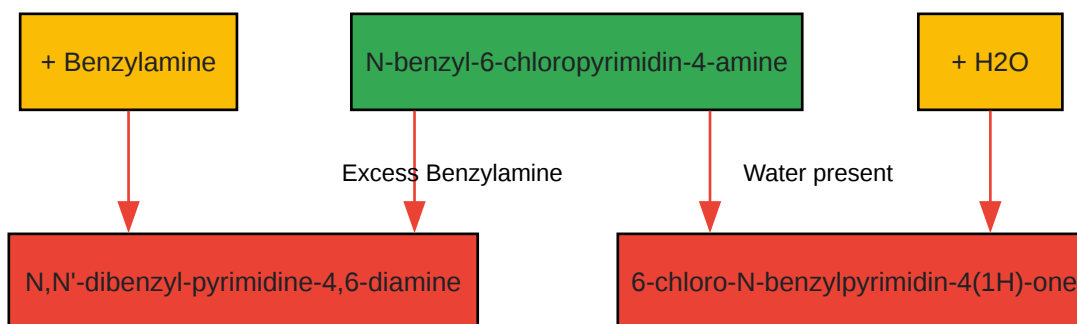 + Benzylamine
N-benzyl-6-chloropyrimidin-4-amine
+ H2O
Excess Benzylamine
Water present
N,N'-dibenzyl-pyrimidine-4,6-diamine
6-chloro-N-benzylpyrimidin-4(1H)-one